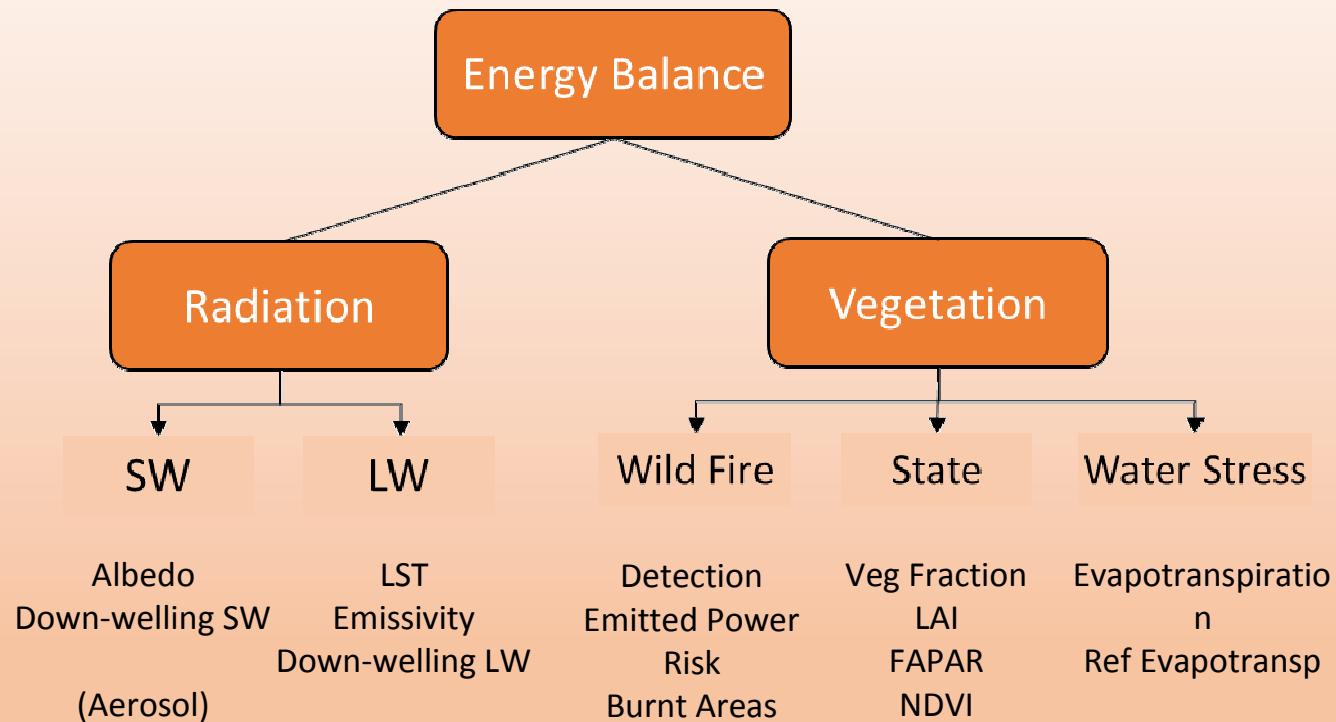 Energy Balance
Radiation
Vegetation
SW
LW
Wild Fire
State
Water Stress
Albedo
Down-welling SW
(Aerosol)
LST
Emissivity
Down-welling LW
Detection
Emitted Power
Risk
Burnt Areas
Veg Fraction
LAI
FAPAR
NDVI
Evapotranspiratio
n
Ref Evapotransp